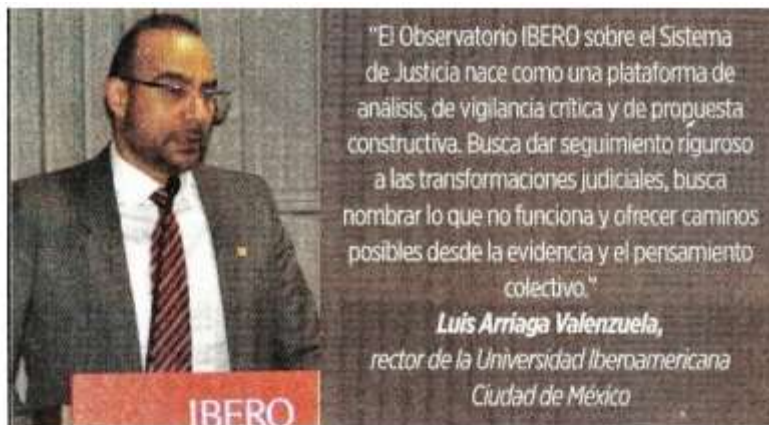 "El Observatorio IBERO sobre el Sistema
de Justicia nace como una plataforma de
análisis, de vigilancia crítica y de propuesta
constructiva. Busca dar seguimiento riguroso
a las transformaciones judiciales, busca
nombrar lo que no funciona y ofrecer caminos
posibles desde la evidencia y el pensamiento
colectivo."
Luis Arriaga Valenzuela,
rector de la Universidad Iberoamericana
Ciudad de México
IBERO